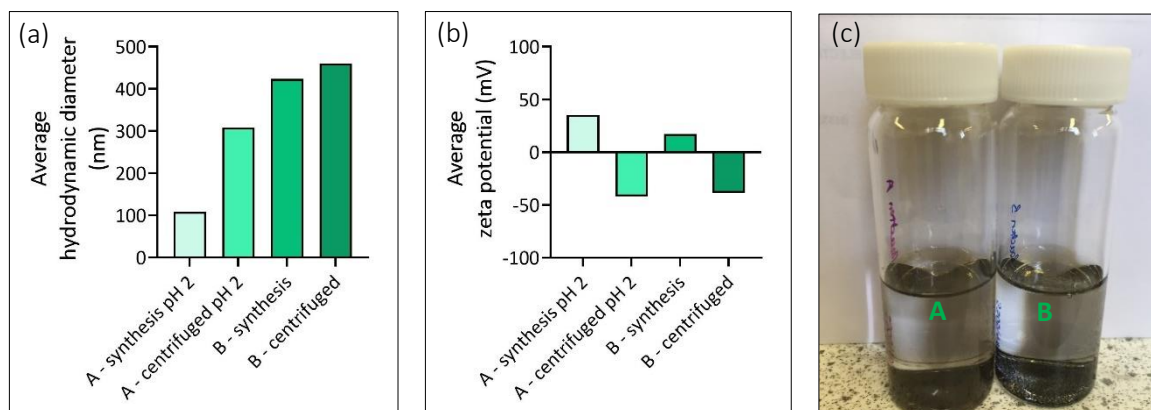 (a)
Average
hydrodynamic diameter
(nm)
500
400
300
200
100
0
A - synthesis pH 2
A - centrifuged pH 2
B - synthesis
B - centrifuged
(b)
Average
zeta potential (mV)
100
50
0
-50
-100
A - synthesis pH 2
A - centrifuged pH 2
B - synthesis
B - centrifuged
(c)
A
B